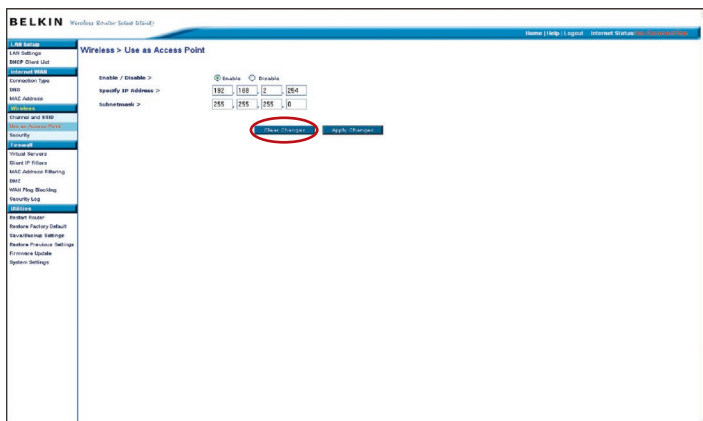 BELKIN Wireless Router Setup Utility
Home | Help | Logout Internet Status:
LAN Setup
LAN Settings
DHCP Client List
Internet WAN
Connection Type
DNS
MAC Address
Wireless
Channel and SSID
Use as Access Point
Security
Firewall
Virtual Servers
Client IP Filters
MAC Address Filtering
DMZ
WAN Ping Blocking
Security Log
Utilities
Restart Router
Restore Factory Default
Save/Backup Settings
Restore Previous Settings
Firmware Update
System Settings
Wireless > Use as Access Point
Enable / Disable > Enable Disable
Specify IP Address > 192 . 168 . 2 . 254
Subnetmask > 255 . 255 . 255 . 0
Clear Changes Apply Changes